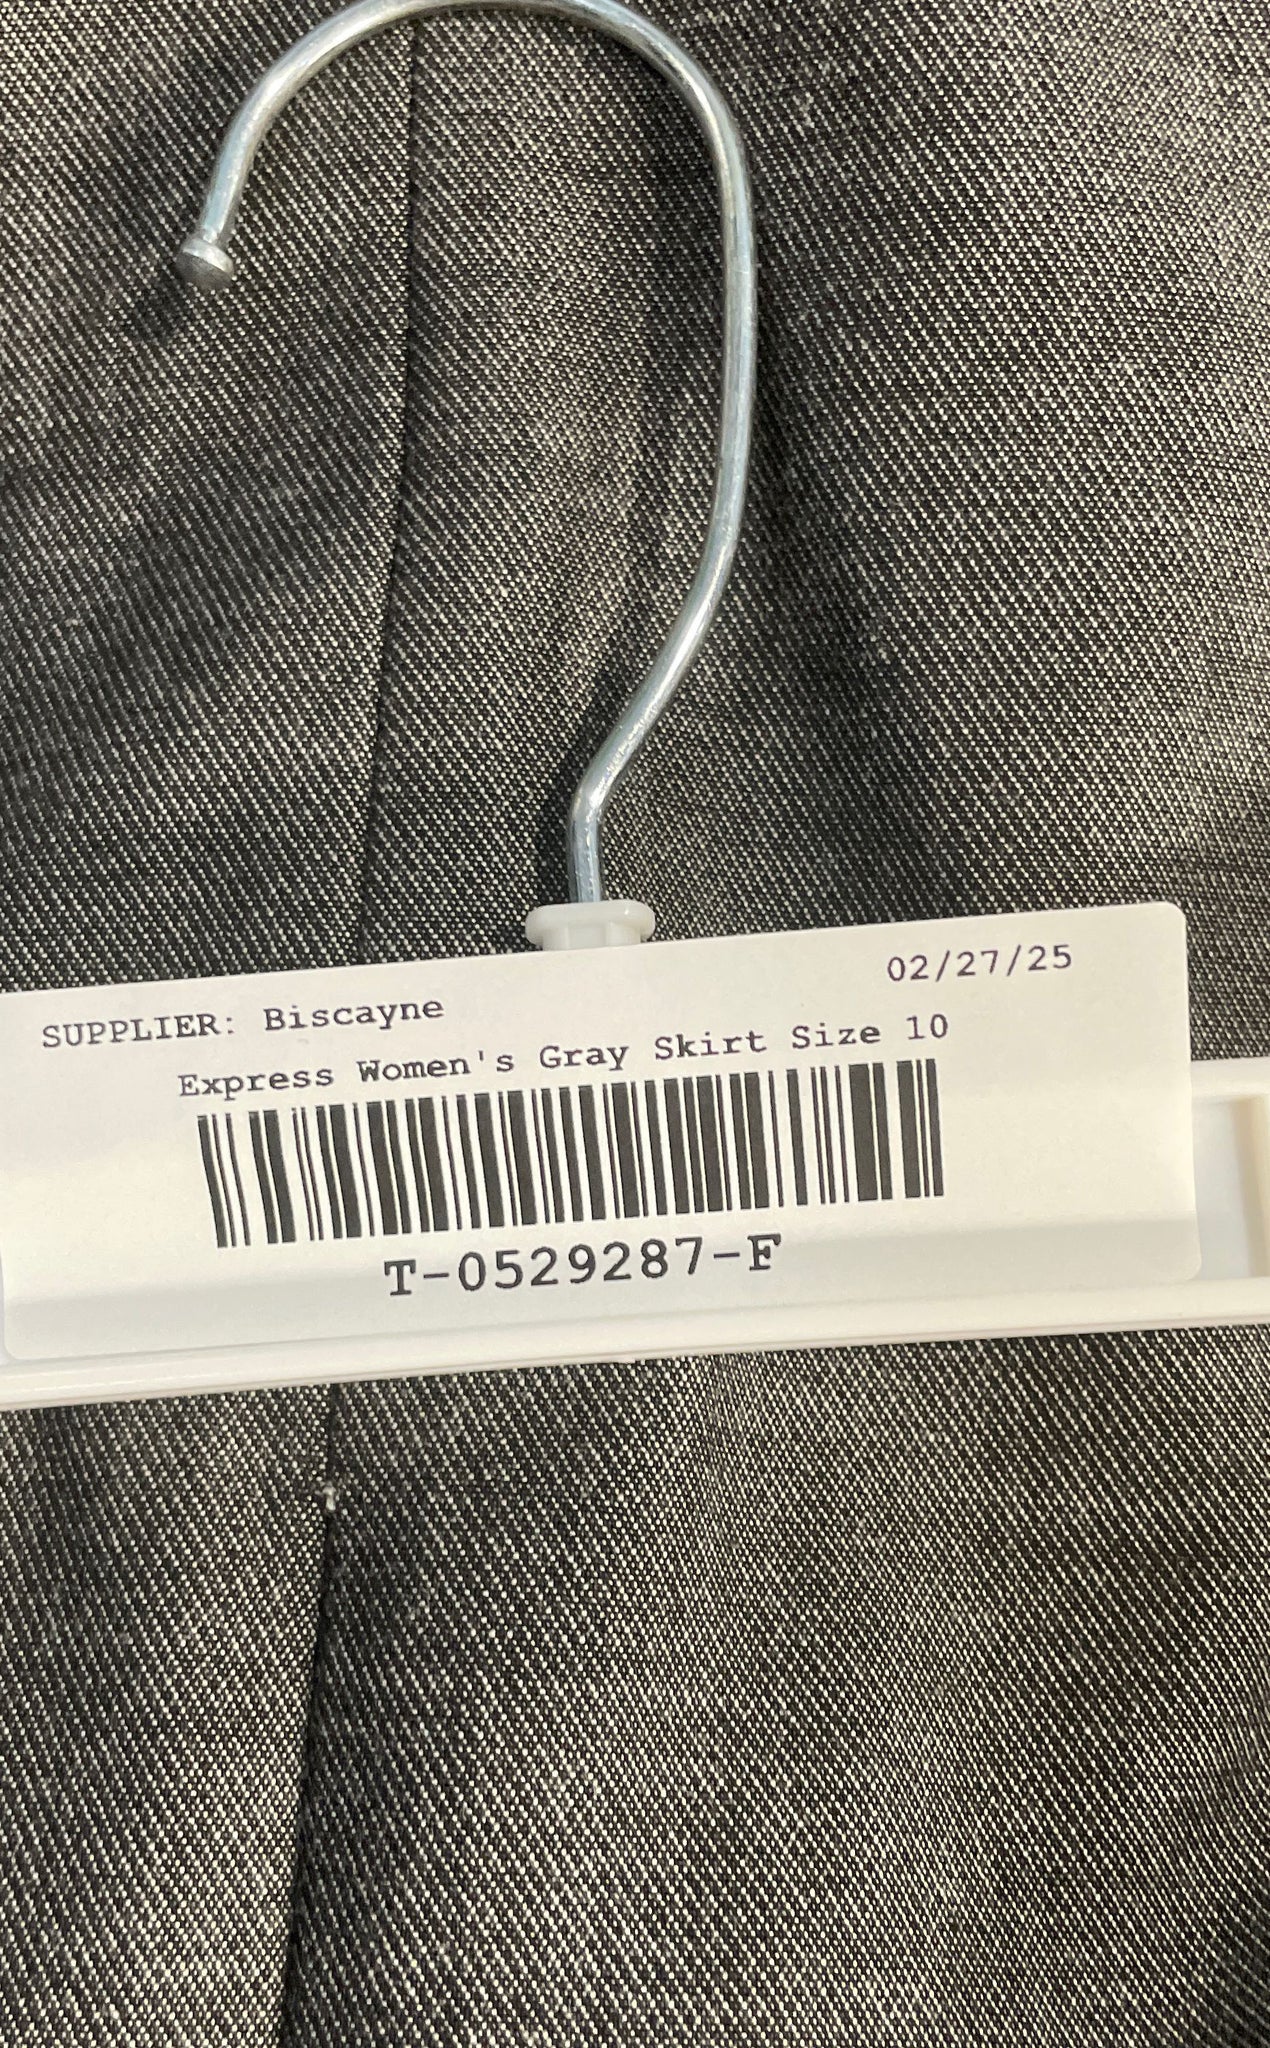 SUPPLIER: Biscayne 02/27/25
Express Women's Gray Skirt Size 10
T-0529287-F